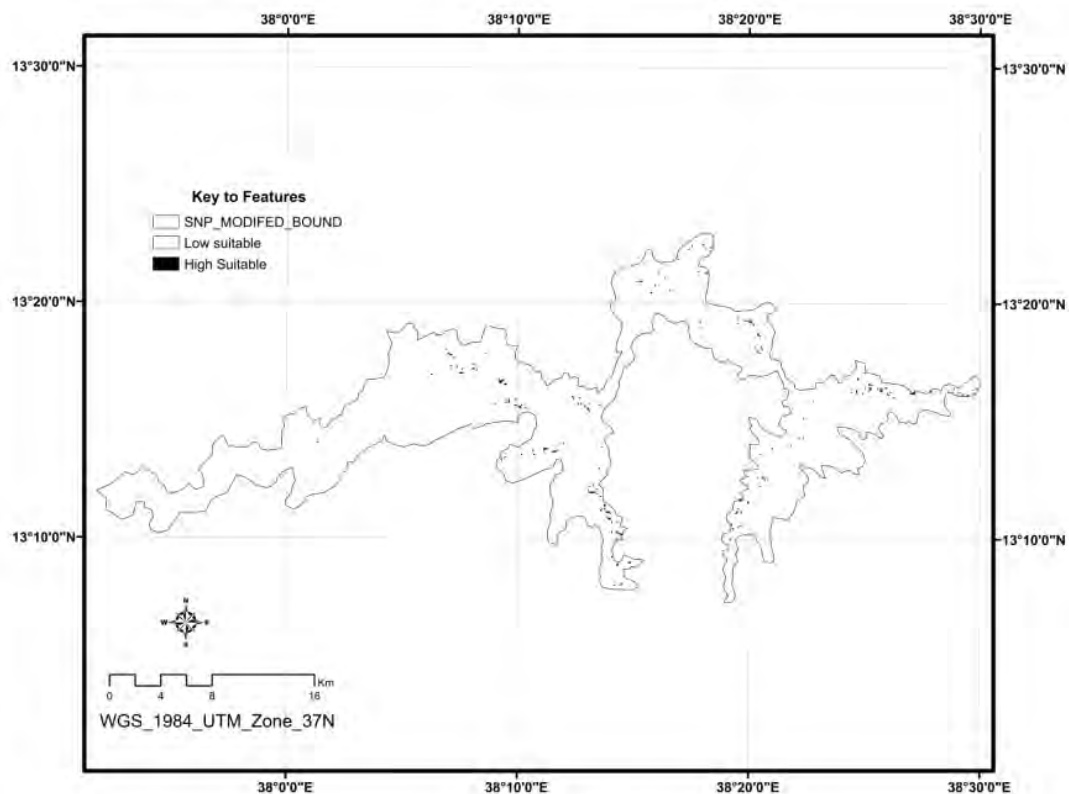 38°0'0"E 38°10'0"E 38°20'0"E 38°30'0"E
13°30'0"N 13°30'0"N
Key to Features
SNP_MODIFED_BOUND
Low suitable
High Suitable
13°20'0"N 13°20'0"N
13°10'0"N 13°10'0"N
N
W E
S
Km
0 4 8 16
WGS_1984_UTM_Zone_37N
38°0'0"E 38°10'0"E 38°20'0"E 38°30'0"E